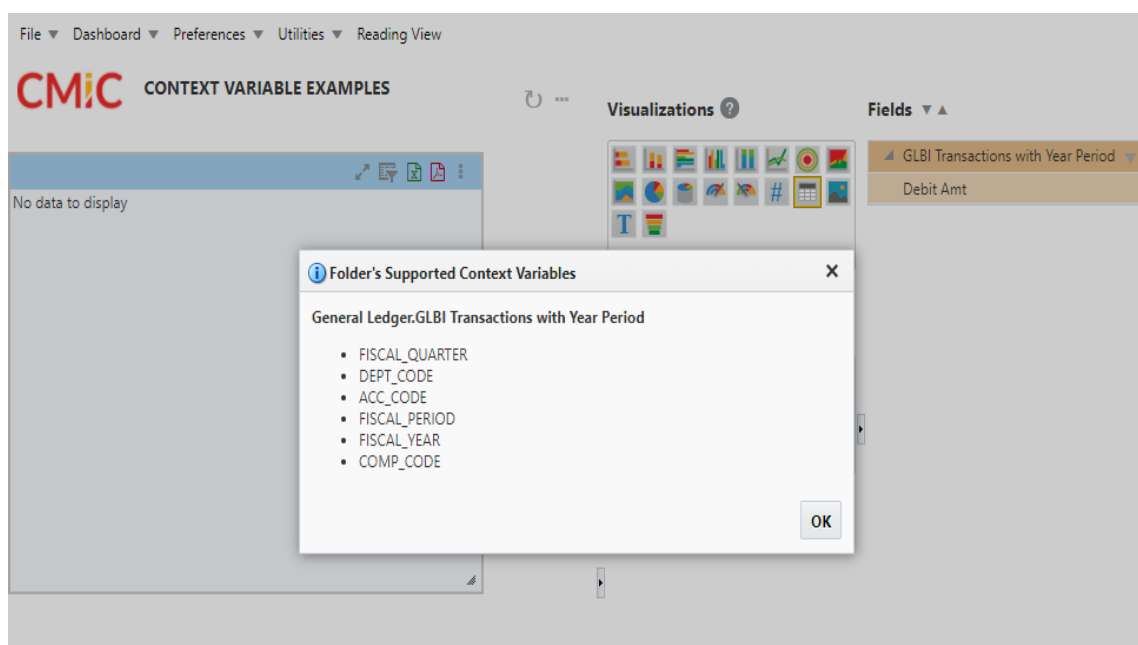 File ▼ Dashboard ▼ Preferences ▼ Utilities ▼ Reading View
CMiC CONTEXT VARIABLE EXAMPLES
Visualizations ?
Fields ▼ ▲
GLBI Transactions with Year Period
Debit Amt
No data to display
#
T
Folder's Supported Context Variables
General Ledger.GLBI Transactions with Year Period
• FISCAL_QUARTER
• DEPT_CODE
• ACC_CODE
• FISCAL_PERIOD
• FISCAL_YEAR
• COMP_CODE
OK